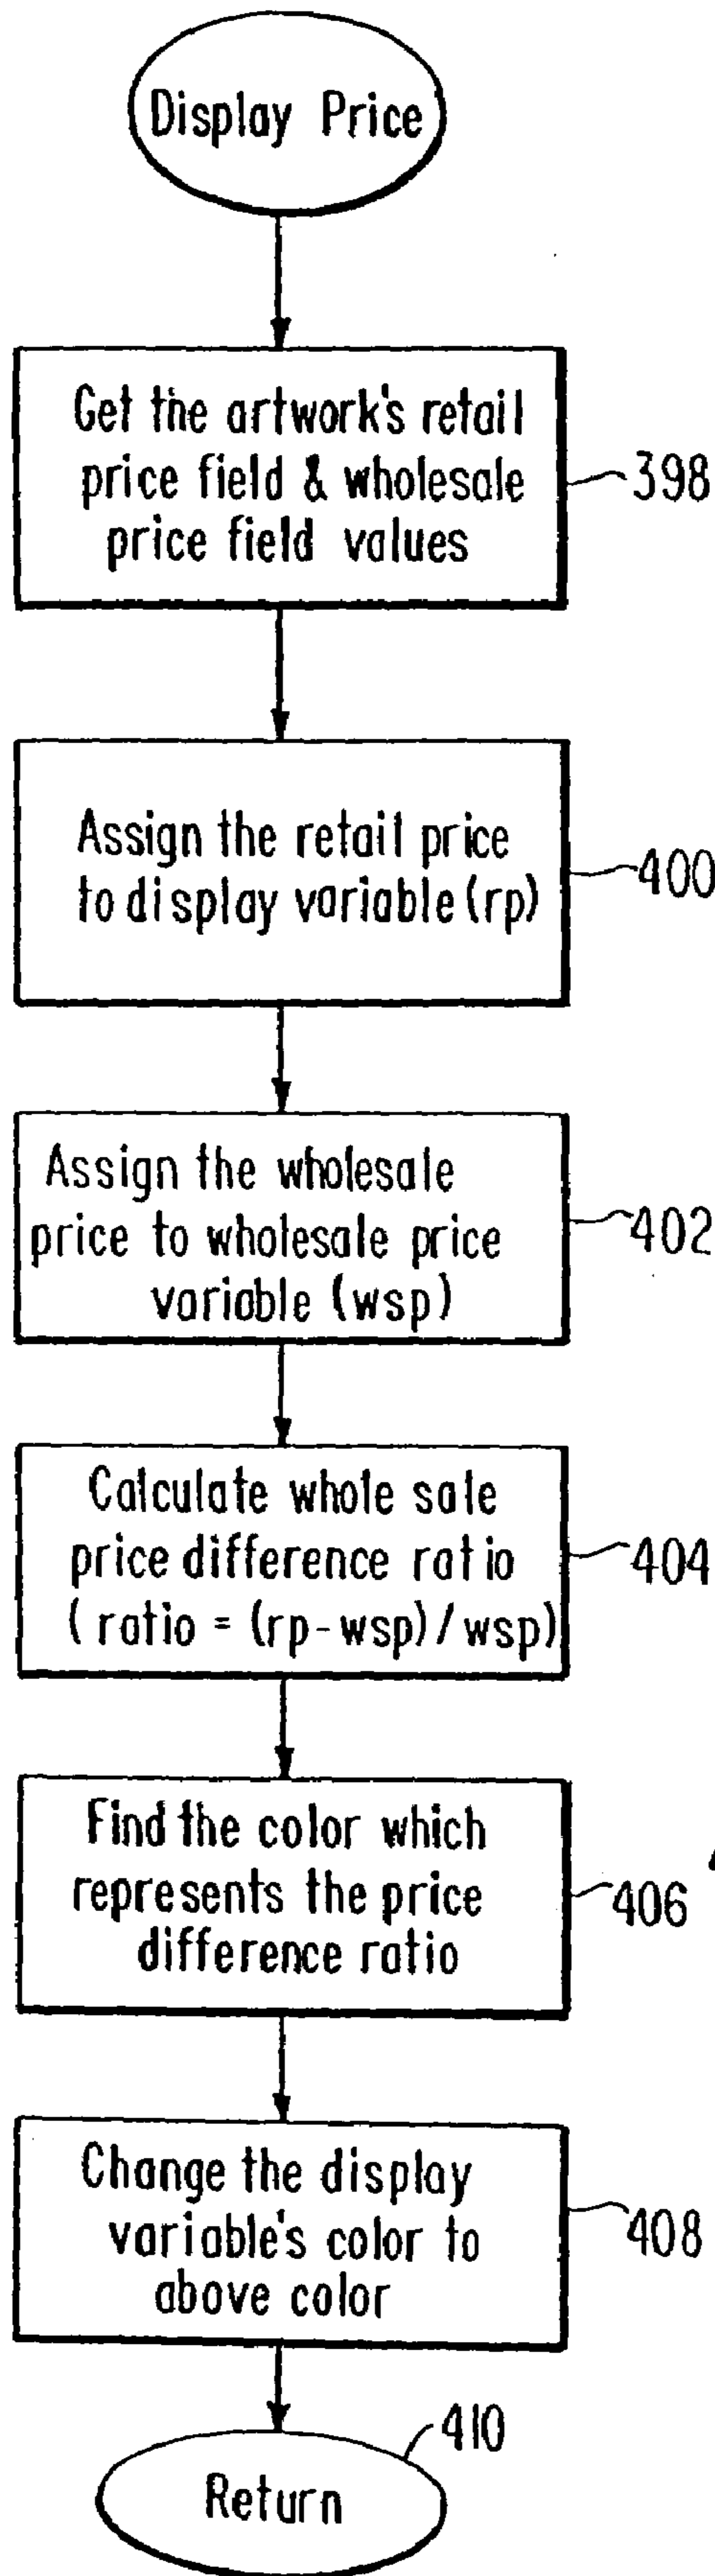 Display Price
Get the artwork's retail
price field & wholesale
price field values
398
Assign the retail price
to display variable (rp)
400
Assign the wholesale
price to wholesale price
variable (wsp)
402
Calculate whole sale
price difference ratio
(ratio = (rp-wsp)/wsp)
404
Find the color which
represents the price
difference ratio
406
Change the display
variable's color to
above color
408
410
Return